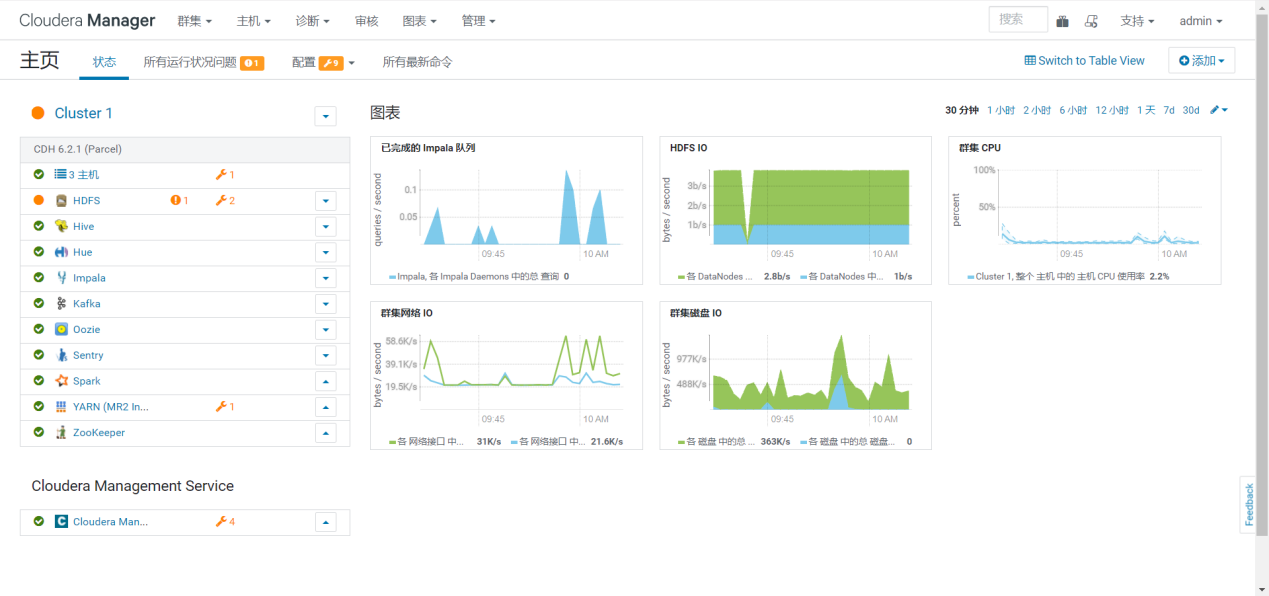 Cloudera Manager 群集 主机 诊断 审核 图表 管理 搜索 支持 admin
主页 状态 所有运行状况问题 1 配置 9 所有最新命令 Switch to Table View 添加
Cluster 1
CDH 6.2.1 (Parcel)
3 主机 1
HDFS 1 2
Hive
Hue
Impala
Kafka
Oozie
Sentry
Spark
YARN (MR2 In... 1
ZooKeeper
Cloudera Management Service
Cloudera Man... 4
图表 30 分钟 1 小时 2 小时 6 小时 12 小时 1 天 7d 30d
已完成的 Impala 队列
queries / second
0.1
0.05
09:45 10 AM
Impala, 各 Impala Daemons 中的总 查询 0
HDFS IO
bytes / second
3b/s
2b/s
1b/s
09:45 10 AM
各 DataNodes ... 2.8b/s 各 DataNodes 中... 1b/s
群集 CPU
percent
100%
50%
09:45 10 AM
Cluster 1, 整个 主机 中的 主机 CPU 使用率 2.2%
群集网络 IO
bytes / second
58.6K/s
39.1K/s
19.5K/s
09:45 10 AM
各 网络接口 中... 31K/s 各 网络接口 中... 21.6K/s
群集磁盘 IO
bytes / second
977K/s
488K/s
09:45 10 AM
各 磁盘 中的总 ... 363K/s 各 磁盘 中的总 磁盘... 0
Feedback